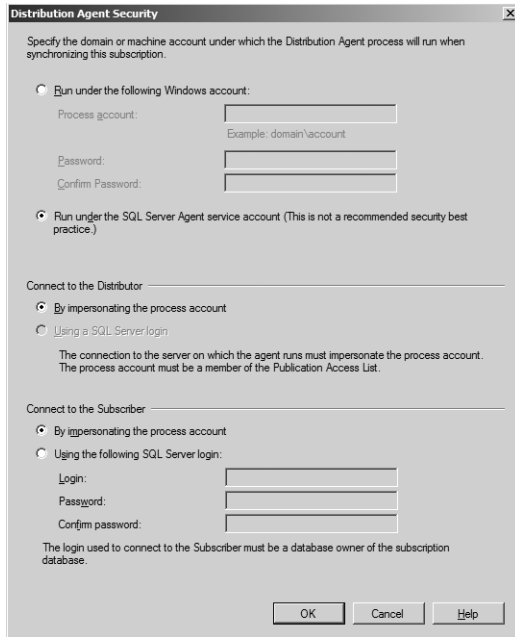 Distribution Agent Security
Specify the domain or machine account under which the Distribution Agent process will run when
synchronizing this subscription.
Run under the following Windows account:
Process account:
Example: domain\account
Password:
Confirm Password:
Run under the SQL Server Agent service account (This is not a recommended security best
practice.)
Connect to the Distributor
By impersonating the process account
Using a SQL Server login
The connection to the server on which the agent runs must impersonate the process account.
The process account must be a member of the Publication Access List.
Connect to the Subscriber
By impersonating the process account
Using the following SQL Server login:
Login:
Password:
Confirm password:
The login used to connect to the Subscriber must be a database owner of the subscription
database.
OK Cancel Help